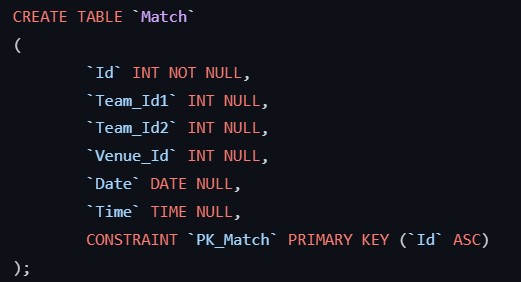 CREATE TABLE `Match`
(
        `Id` INT NOT NULL,
        `Team_Id1` INT NULL,
        `Team_Id2` INT NULL,
        `Venue_Id` INT NULL,
        `Date` DATE NULL,
        `Time` TIME NULL,
        CONSTRAINT `PK_Match` PRIMARY KEY (`Id` ASC)
);